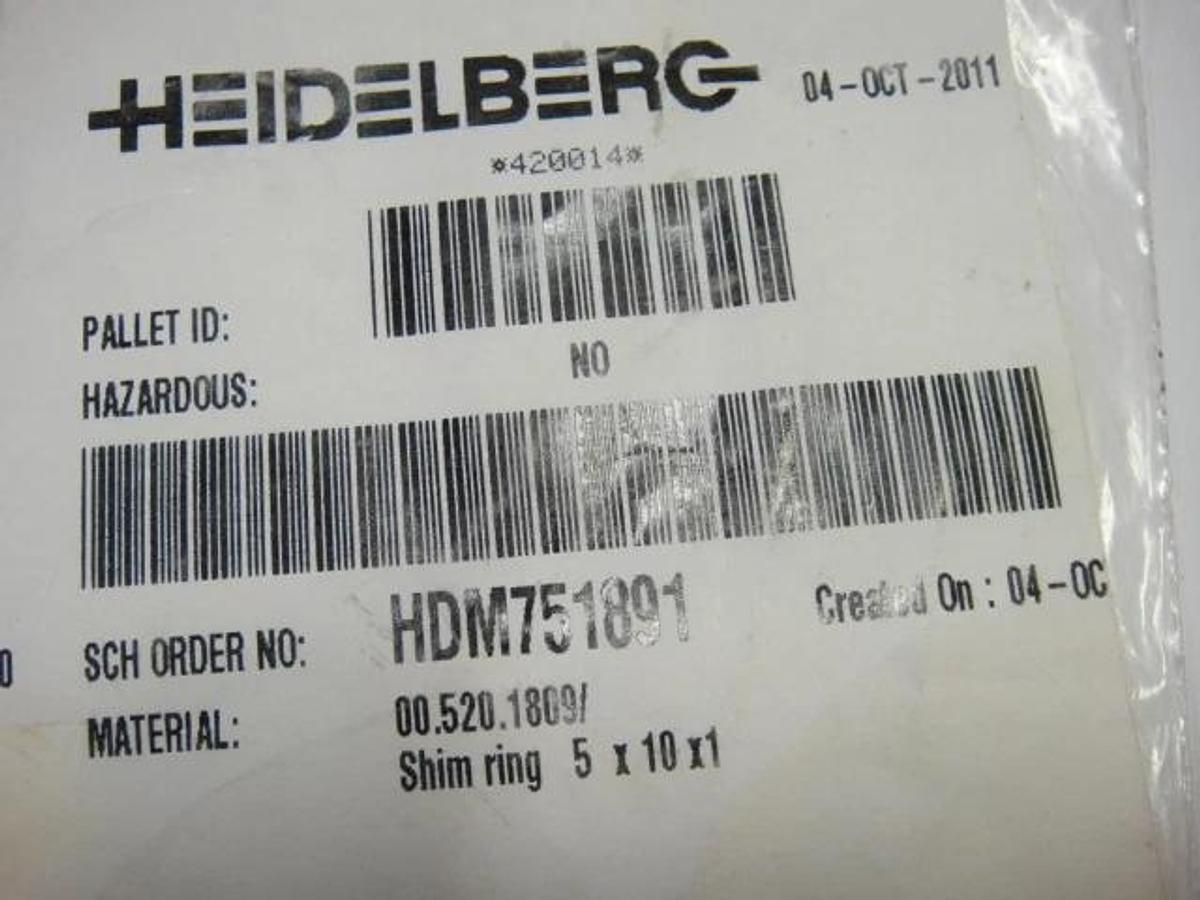 HEIDELBERG 04-OCT-2011
*420014*
PALLET ID:
HAZARDOUS: NO
SCH ORDER NO: HDM751891 Created On : 04-OC
0
MATERIAL: 00.520.1809/
Shim ring 5 x 10 x1